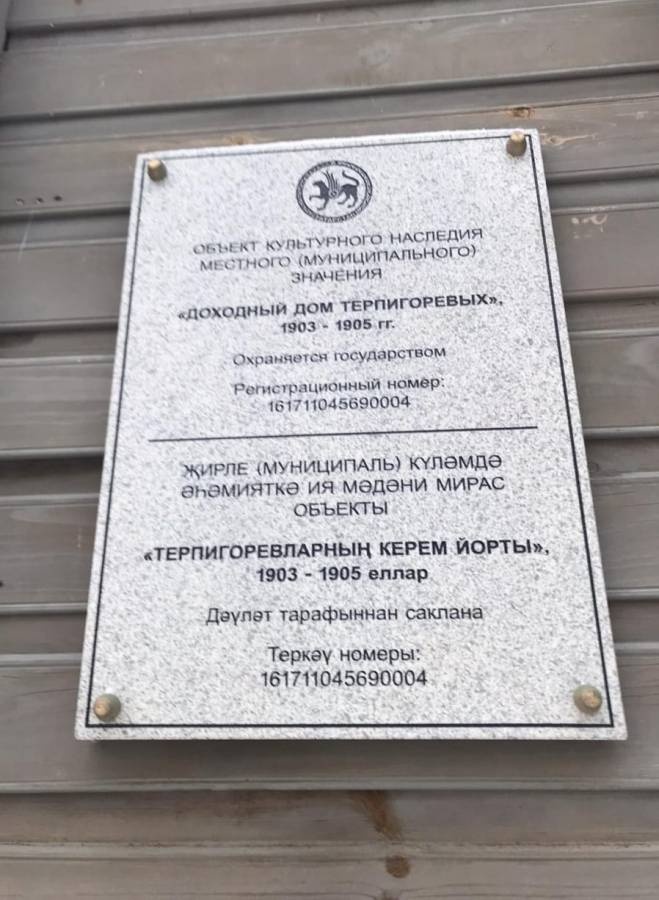 ОБЪЕКТ КУЛЬТУРНОГО НАСЛЕДИЯ
МЕСТНОГО (МУНИЦИПАЛЬНОГО)
ЗНАЧЕНИЯ
«ДОХОДНЫЙ ДОМ ТЕРПИГОРЕВЫХ»,
1903 - 1905 гг.
Охраняется государством
Регистрационный номер:
161711045690004
ҖИРЛЕ (МУНИЦИПАЛЬ) КҮЛӘМДӘ
ӘҺӘМИЯТКӘ ИЯ МӘДӘНИ МИРАС
ОБЪЕКТЫ
«ТЕРПИГОРЕВЛАРНЫҢ КЕРЕМ ЙОРТЫ»,
1903 - 1905 еллар
Дәүләт тарафыннан саклана
Теркәү номеры:
161711045690004